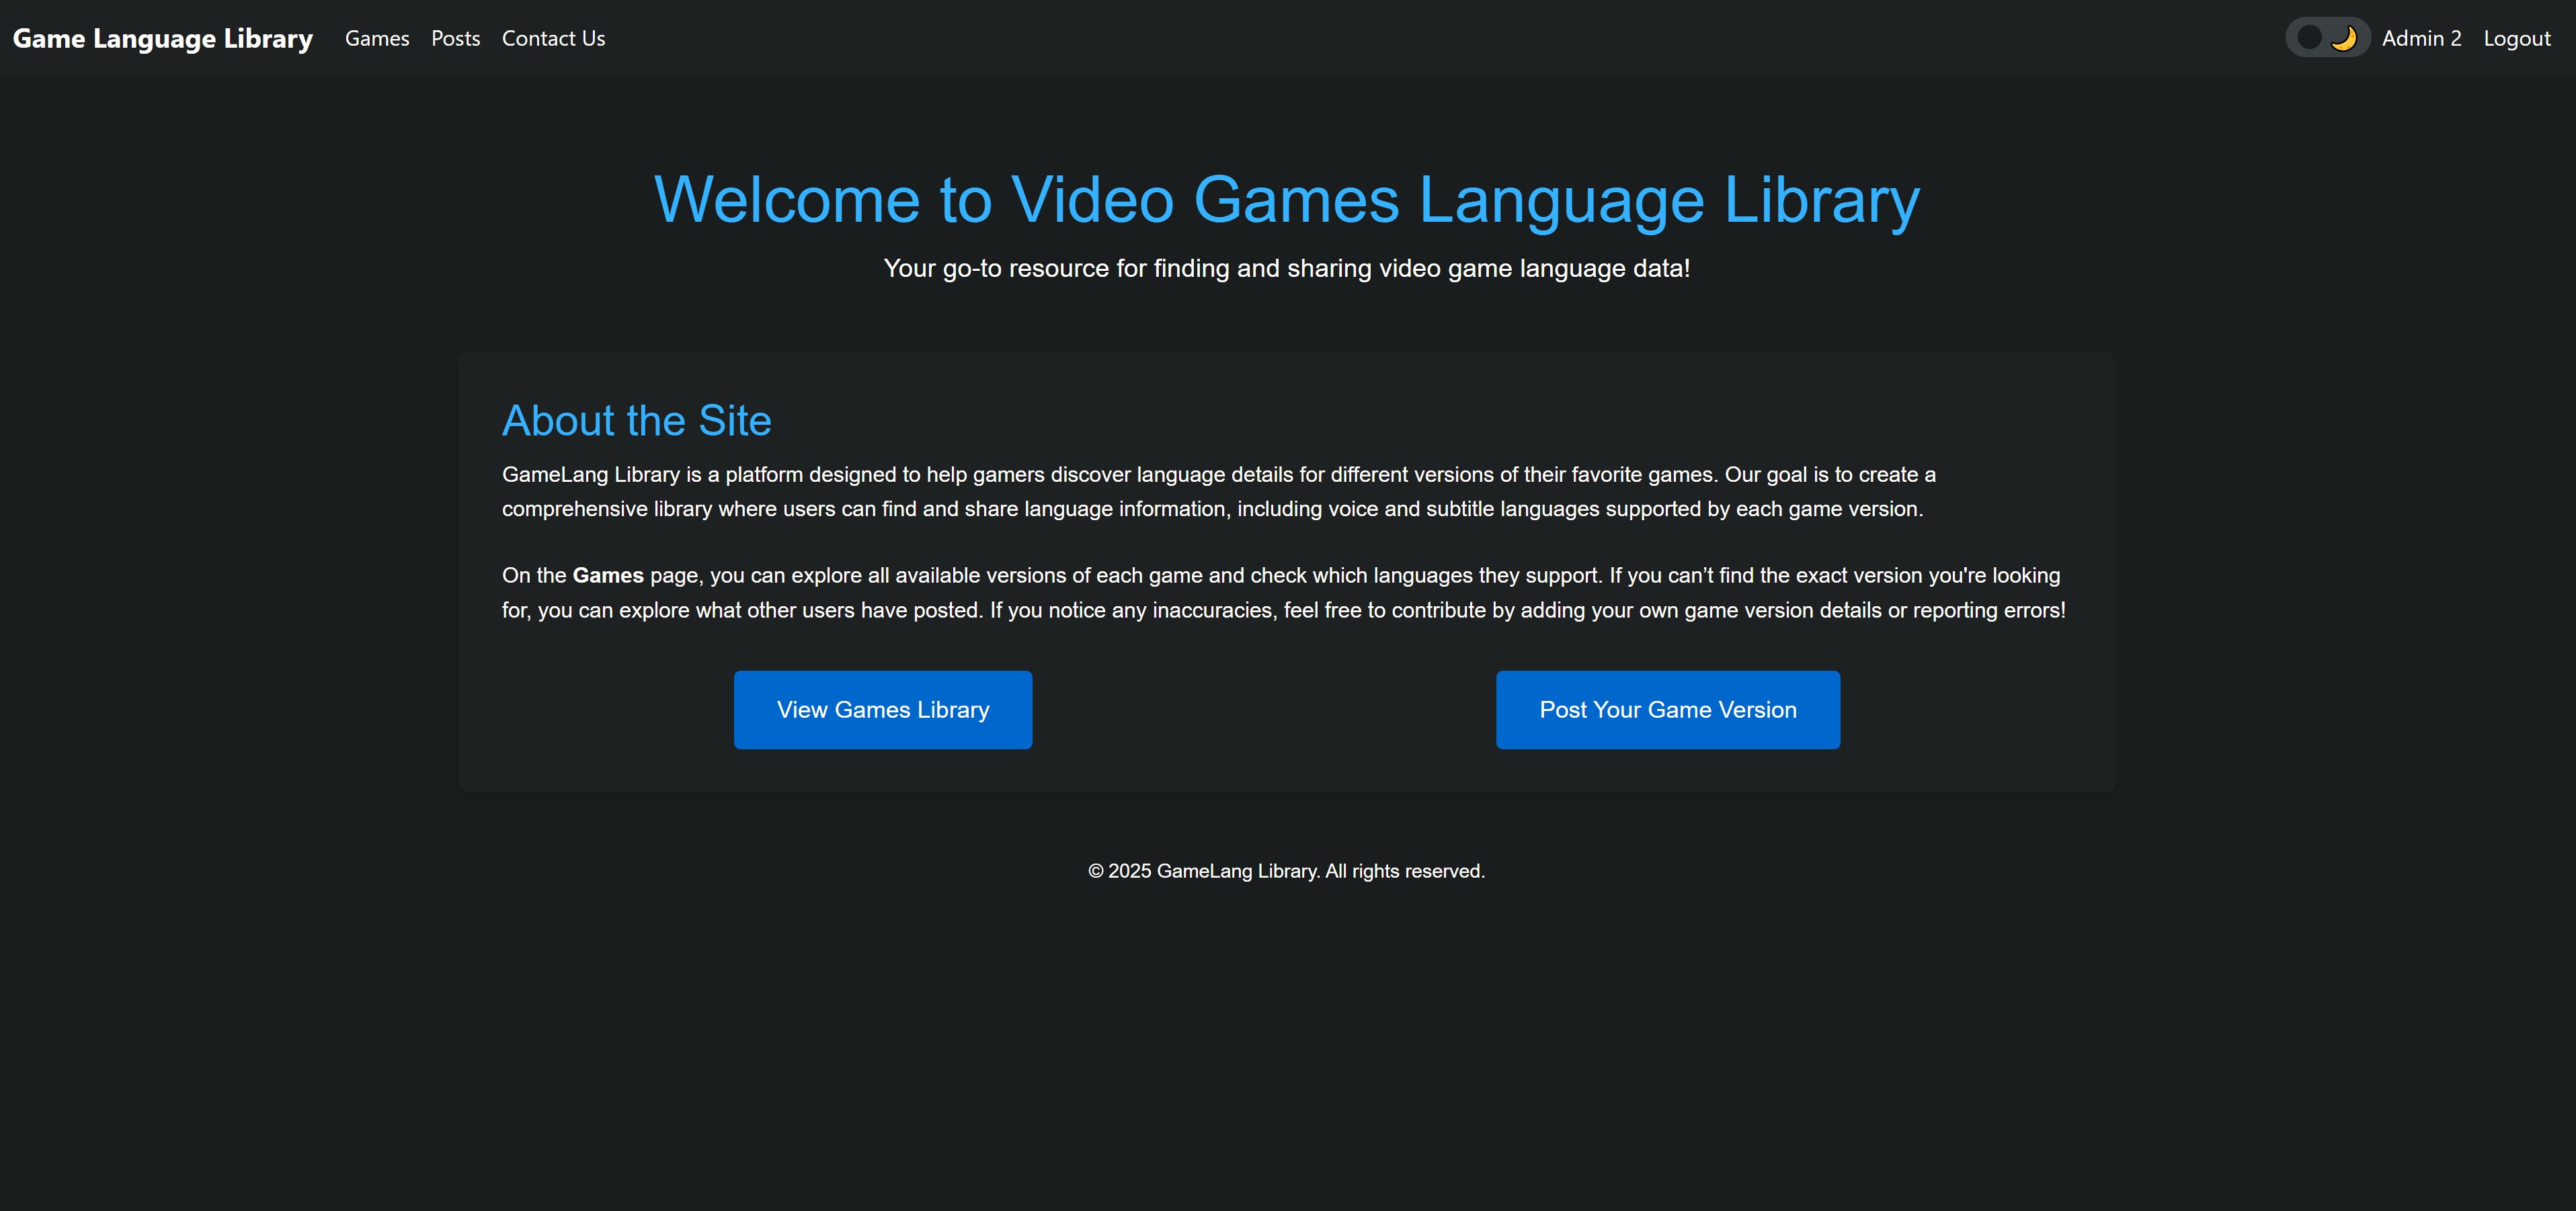 Game Language Library Games Posts Contact Us Admin 2 Logout
Welcome to Video Games Language Library
Your go-to resource for finding and sharing video game language data!
About the Site
GameLang Library is a platform designed to help gamers discover language details for different versions of their favorite games. Our goal is to create a
comprehensive library where users can find and share language information, including voice and subtitle languages supported by each game version.
On the Games page, you can explore all available versions of each game and check which languages they support. If you can’t find the exact version you're looking
for, you can explore what other users have posted. If you notice any inaccuracies, feel free to contribute by adding your own game version details or reporting errors!
View Games Library Post Your Game Version
© 2025 GameLang Library. All rights reserved.